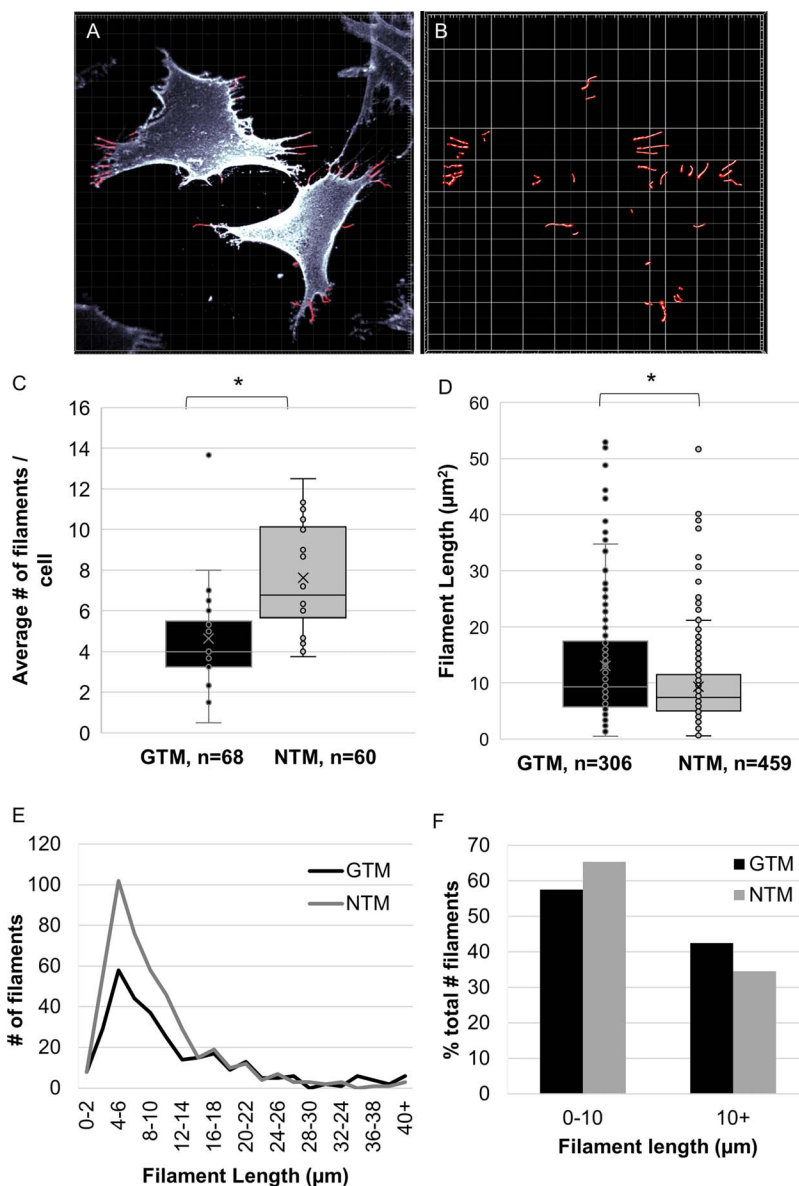 A
B
C
*
Average # of filaments /
cell
16
14
12
10
8
6
4
2
0
GTM, n=68 NTM, n=60
D
*
Filament Length (µm²)
60
50
40
30
20
10
0
GTM, n=306 NTM, n=459
E
# of filaments
120
100
80
60
40
20
0
GTM
NTM
0-2
4-6
8-10
12-14
16-18
20-22
24-26
28-30
32-24
36-38
40+
Filament Length (µm)
F
% total # filaments
70
60
50
40
30
20
10
0
GTM
NTM
0-10 10+
Filament length (µm)